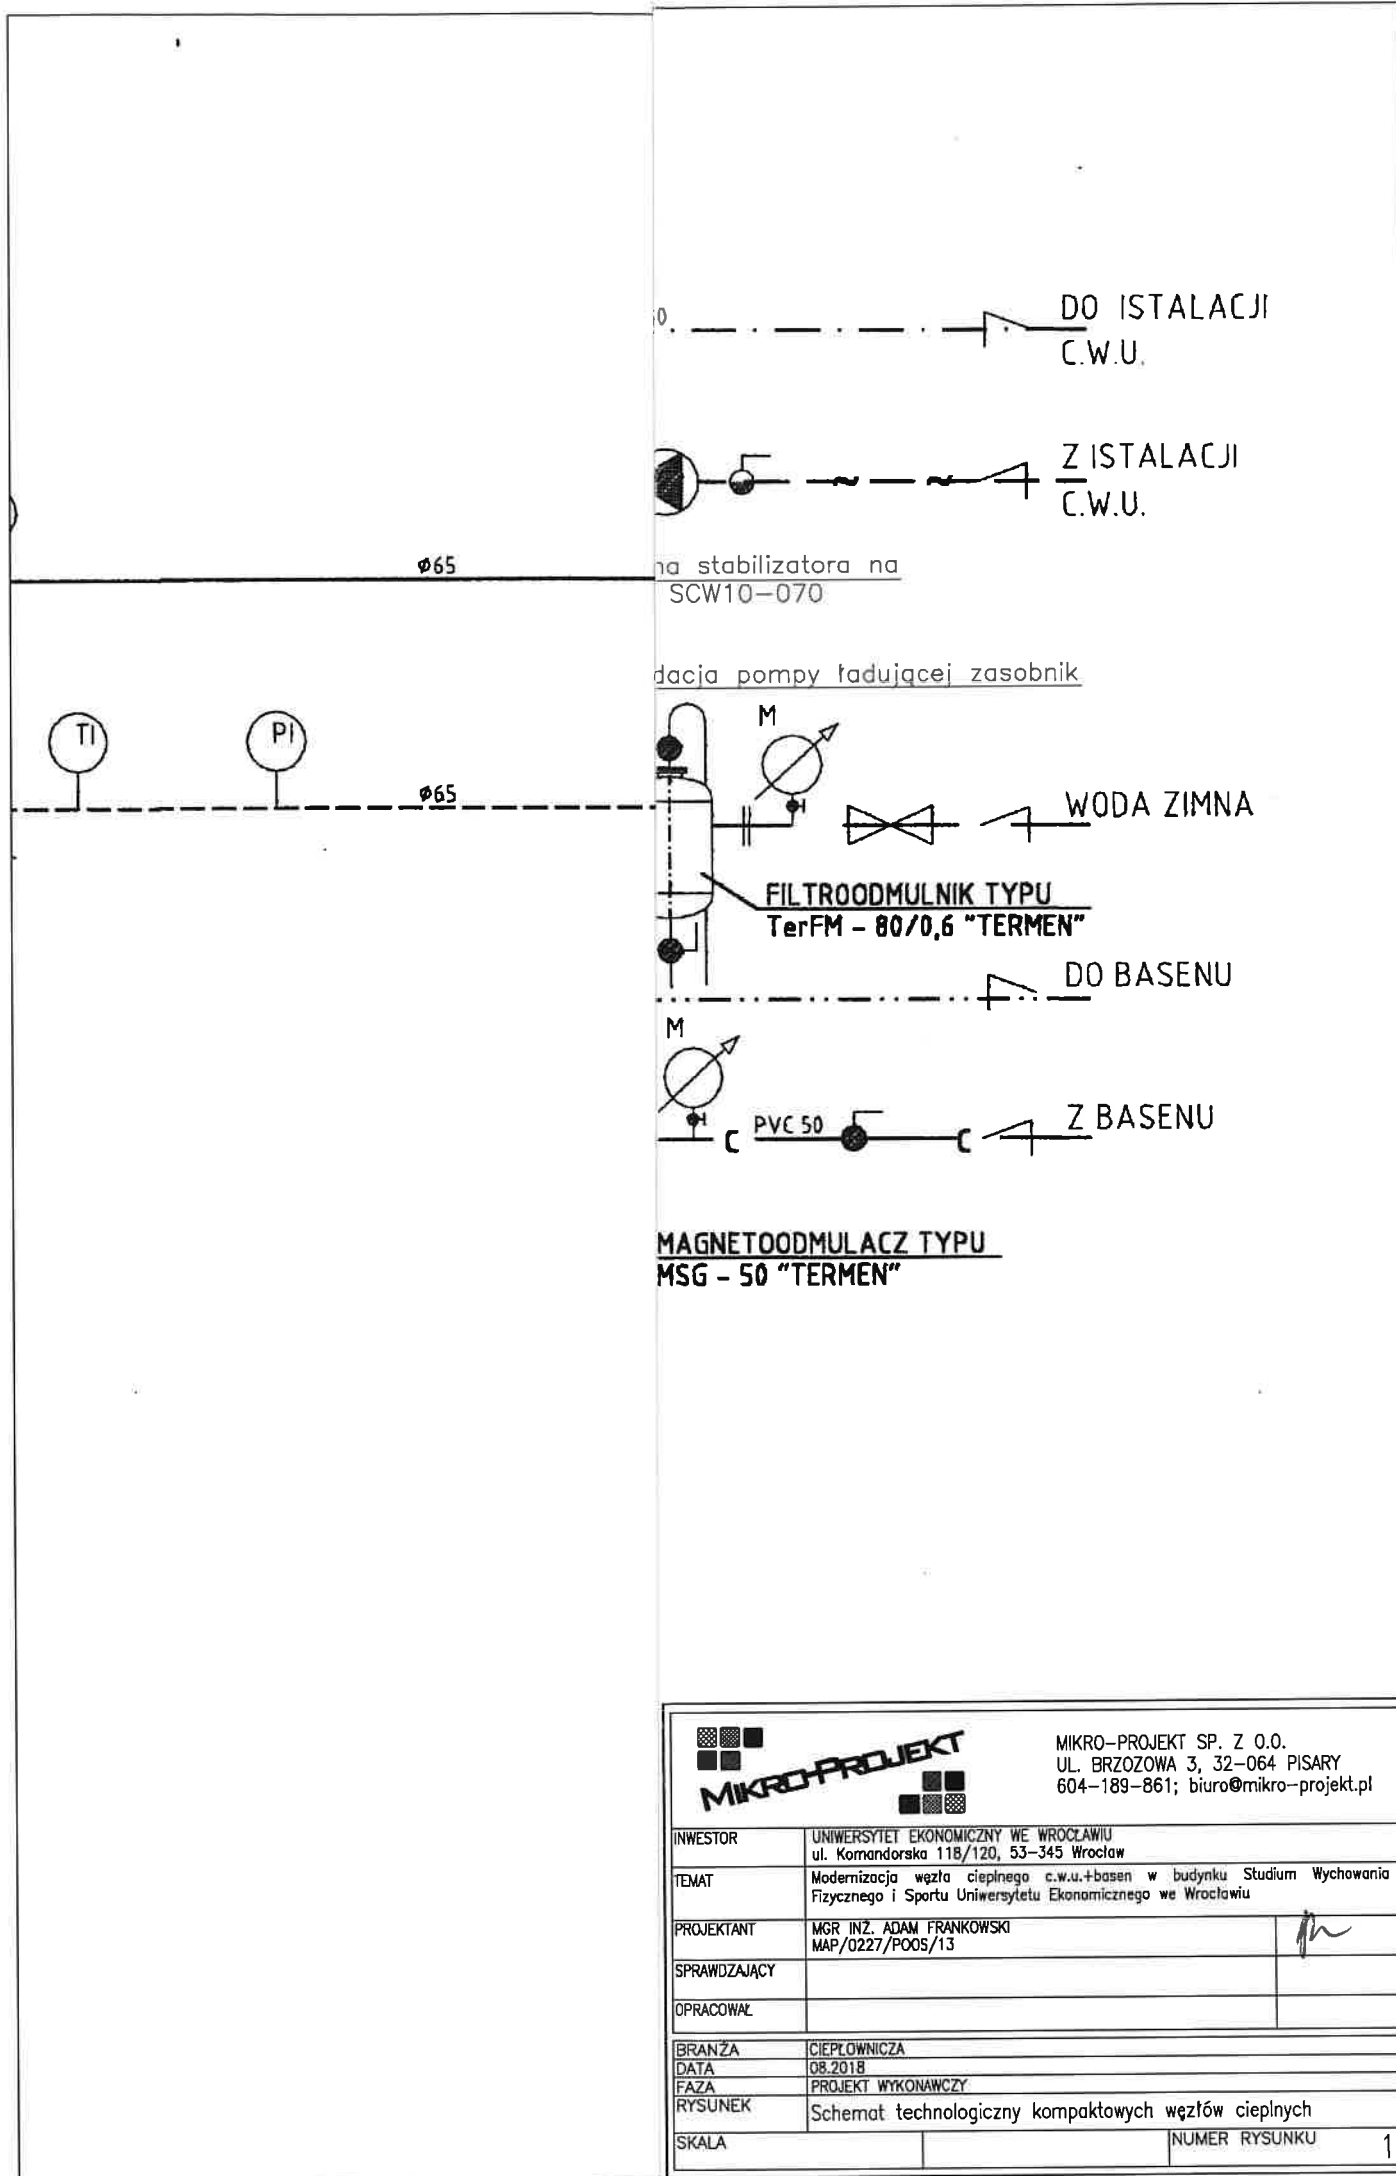 DO ISTALACJI
C.W.U.
Z ISTALACJI
C.W.U.
ø65
na stabilizatora na
SCW10-070
dacja pompy ładującej zasobnik
TI
PI
ø65
M
WODA ZIMNA
FILTROODMULNIK TYPU
TerFM - 80/0,6 "TERMEN"
DO BASENU
M
PVC 50
Z BASENU
MAGNETOODMULACZ TYPU
MSG - 50 "TERMEN"
MIKRO-PROJEKT
MIKRO-PROJEKT SP. Z O.O.
UL. BRZOZOWA 3, 32-064 PISARY
604-189-861; biuro@mikro-projekt.pl
INWESTOR
UNIWERSYTET EKONOMICZNY WE WROCŁAWIU
ul. Komandorska 118/120, 53-345 Wrocław
TEMAT
Modernizacja węzła cieplnego c.w.u.+basen w budynku Studium Wychowania
Fizycznego i Sportu Uniwersytetu Ekonomicznego we Wrocławiu
PROJEKTANT
MGR INŻ. ADAM FRANKOWSKI
MAP/0227/POOS/13
SPRAWDZAJĄCY
OPRACOWAŁ
BRANŻA
CIEPŁOWNICZA
DATA
08.2018
FAZA
PROJEKT WYKONAWCZY
RYSUNEK
Schemat technologiczny kompaktowych węzłów cieplnych
SKALA
NUMER RYSUNKU
1